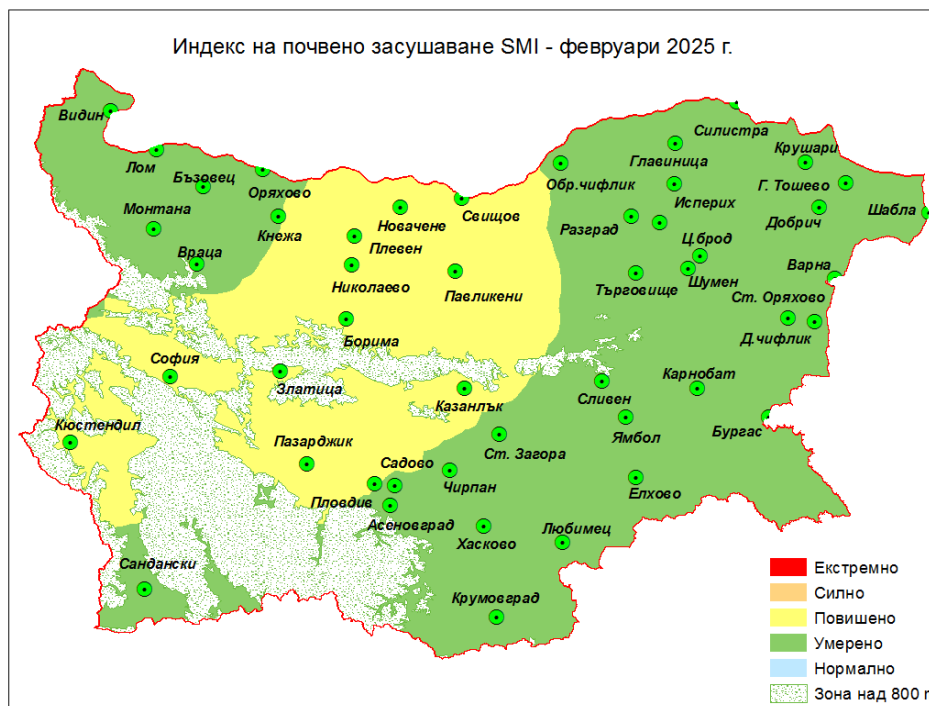 Индекс на почвено засушаване SMI - февруари 2025 г.
Видин
Силистра
Лом
Главиница
Крушари
Бъзовец
Оряхово
Обр.чифлик
Г. Тошево
Исперих
Монтана
Новачене
Свищов
Разград
Добрич
Шабла
Кнежа
Плевен
Ц.брод
Враца
Варна
Николаево
Павликени
Търговище
Шумен
Ст. Оряхово
Борима
Д.чифлик
София
Златица
Казанлък
Сливен
Карнобат
Кюстендил
Ямбол
Бургас
Пазарджик
Садово
Ст. Загора
Чирпан
Елхово
Пловдив
Асеновград
Хасково
Любимец
Сандански
Крумовград
Екстремно
Силно
Повишено
Умерено
Нормално
Зона над 800